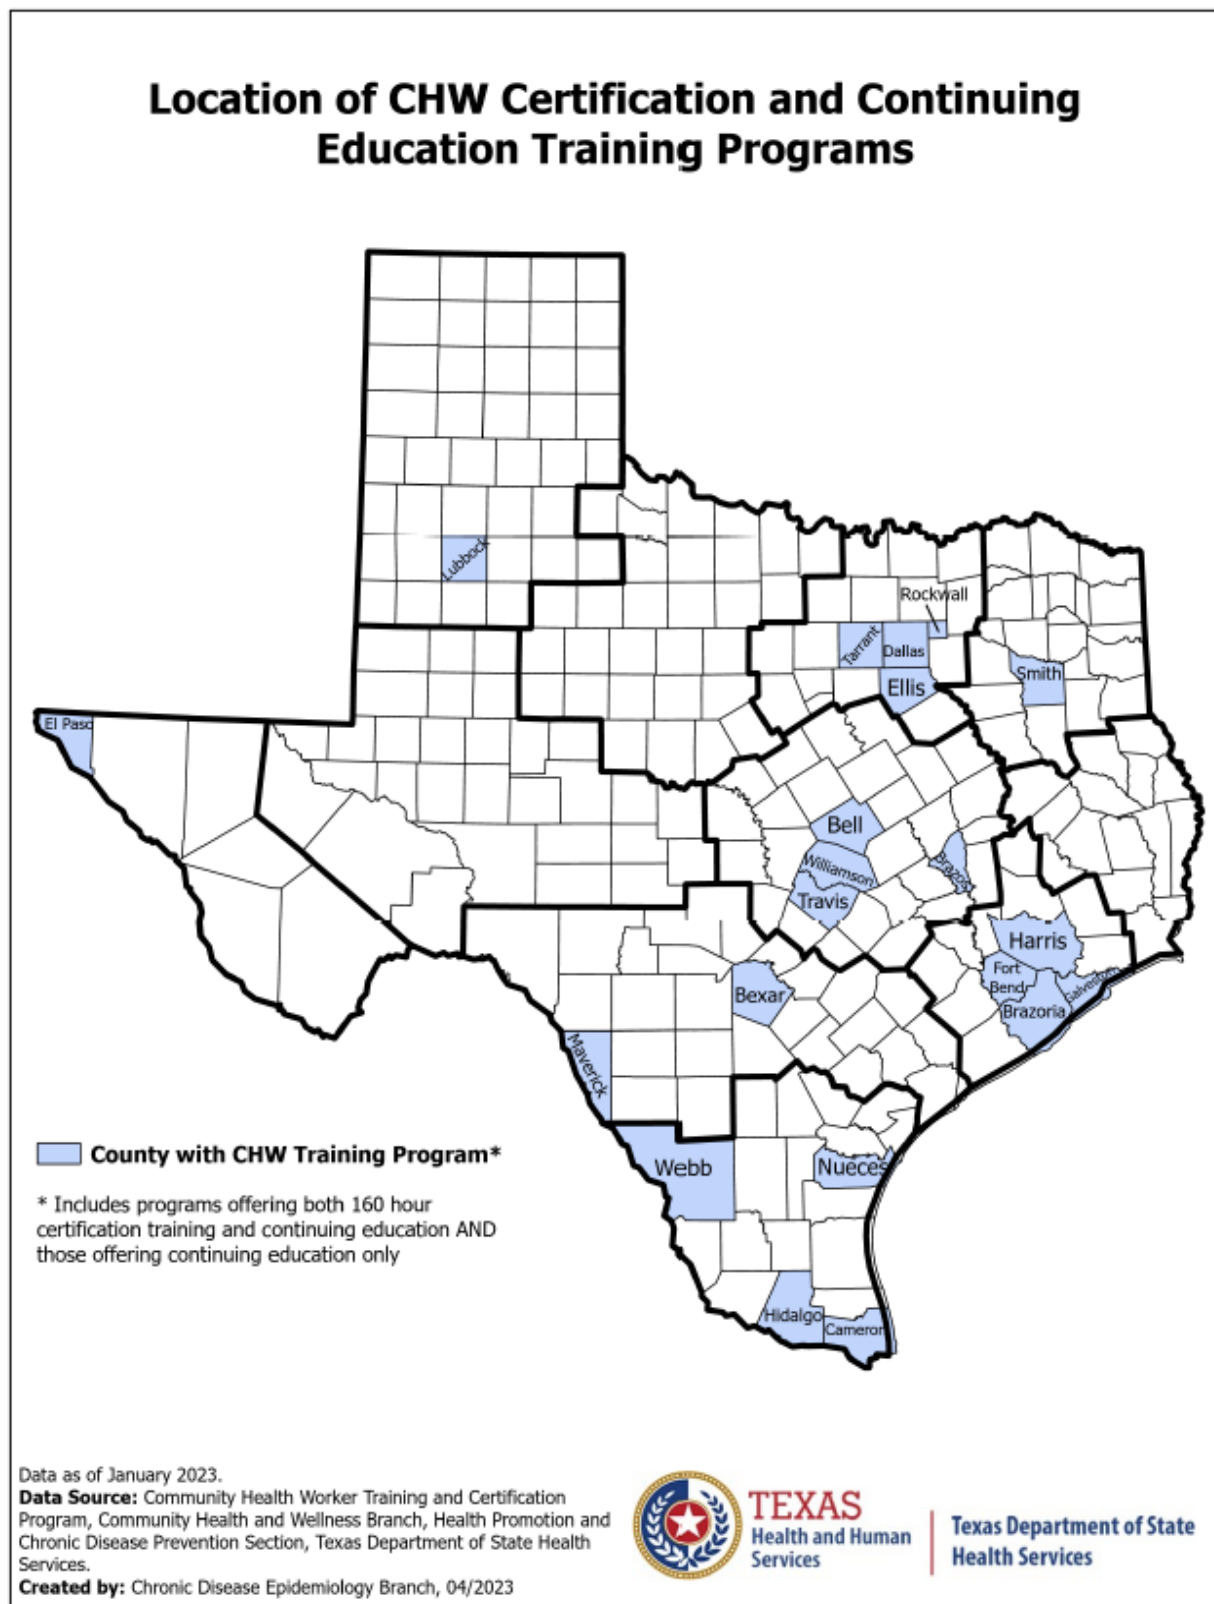 Location of CHW Certification and Continuing
Education Training Programs
Lubbock
Rockwall
Tarrant
Dallas
Ellis
Smith
El Paso
Bell
Williamson
Brazos
Travis
Harris
Fort
Bend
Galveston
Brazoria
Bexar
Maverick
Webb
Nueces
Hidalgo
Cameron
County with CHW Training Program*
* Includes programs offering both 160 hour
certification training and continuing education AND
those offering continuing education only
Data as of January 2023.
Data Source: Community Health Worker Training and Certification
Program, Community Health and Wellness Branch, Health Promotion and
Chronic Disease Prevention Section, Texas Department of State Health
Services.
Created by: Chronic Disease Epidemiology Branch, 04/2023
TEXAS
Health and Human
Services
Texas Department of State
Health Services